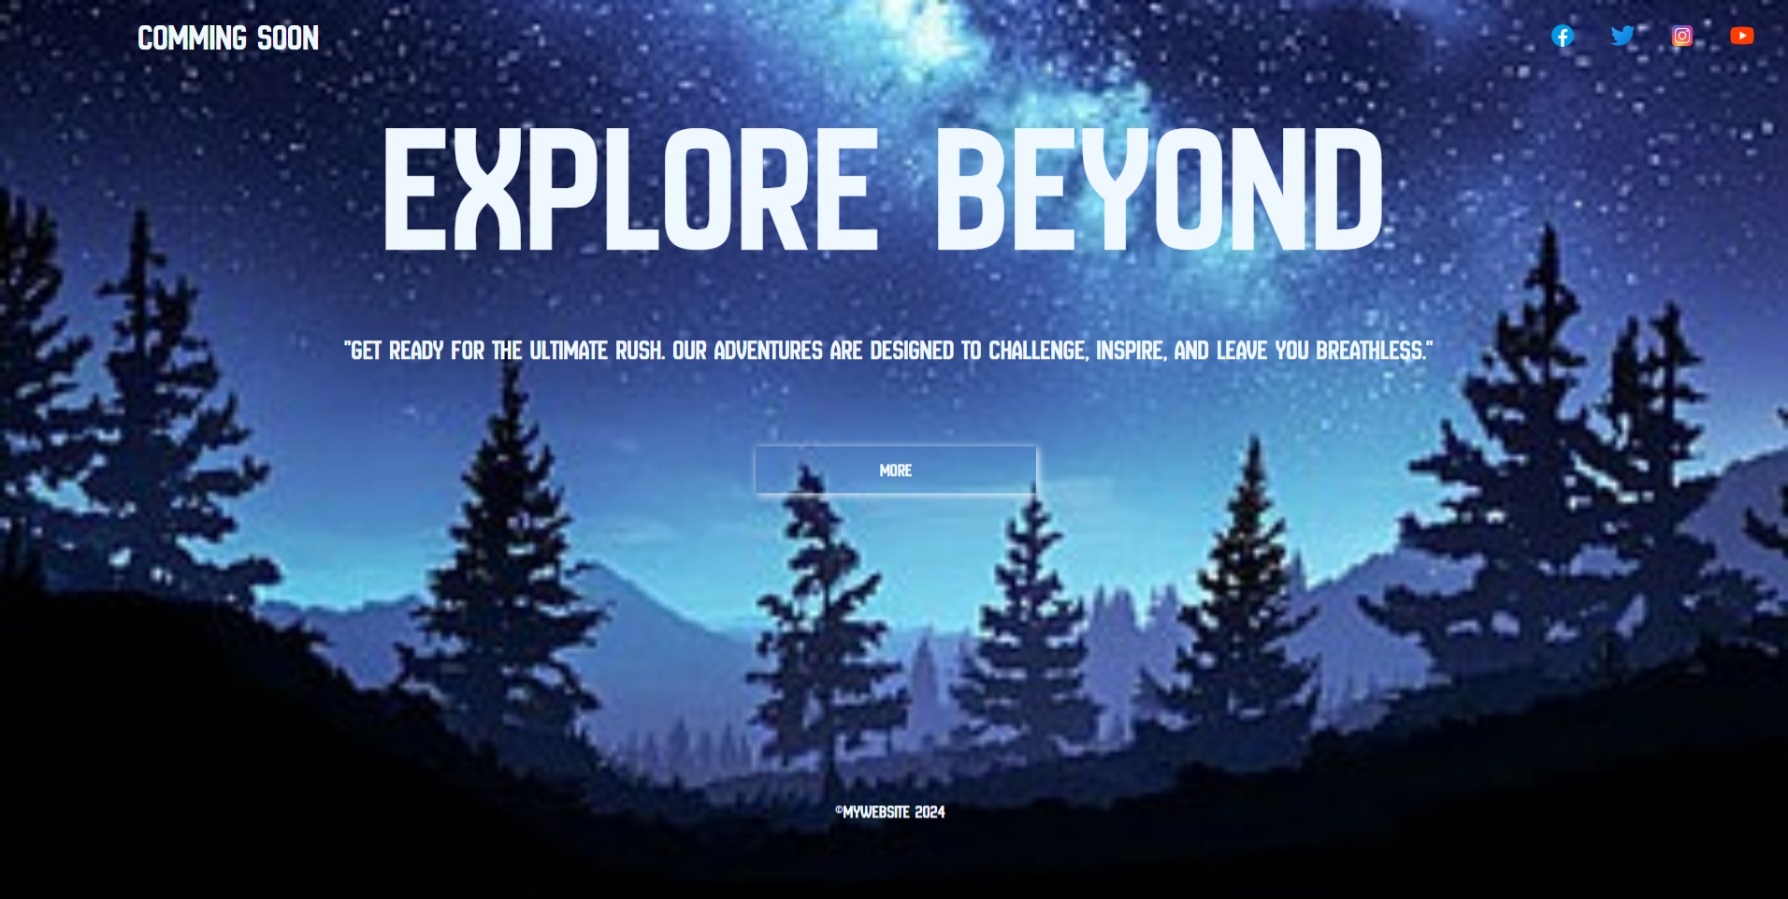 COMMING SOON
EXPLORE BEYOND
"GET READY FOR THE ULTIMATE RUSH. OUR ADVENTURES ARE DESIGNED TO CHALLENGE, INSPIRE, AND LEAVE YOU BREATHLESS."
MORE
©MYWEBSITE 2024